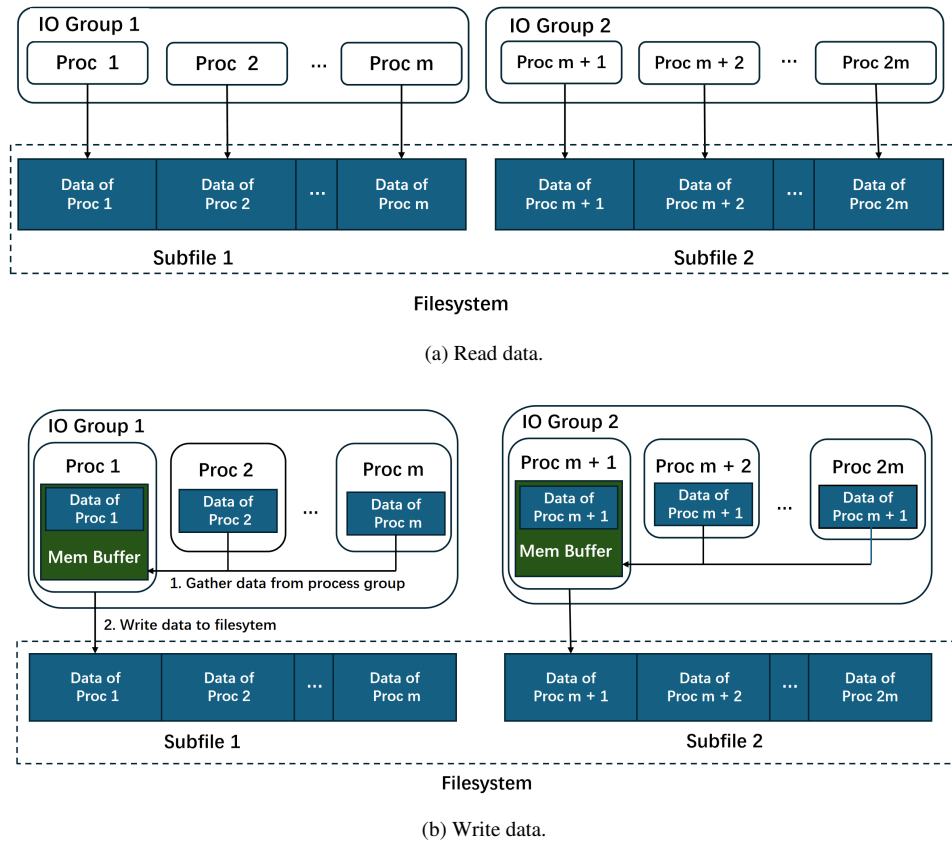 IO Group 1
IO Group 2
Proc 1
Proc 2
...
Proc m
Proc m + 1
Proc m + 2
...
Proc 2m
Data of
Proc 1
Data of
Proc 2
...
Data of
Proc m
Data of
Proc m + 1
Data of
Proc m + 2
...
Data of
Proc 2m
Subfile 1
Subfile 2
Filesystem
(a) Read data.
IO Group 1
Proc 1
Data of
Proc 1
Mem Buffer
Proc 2
Data of
Proc 2
...
Proc m
Data of
Proc m
1. Gather data from process group
2. Write data to filesytem
IO Group 2
Proc m + 1
Data of
Proc m + 1
Mem Buffer
Proc m + 2
Data of
Proc m + 1
...
Proc 2m
Data of
Proc m + 1
Data of
Proc 1
Data of
Proc 2
...
Data of
Proc m
Data of
Proc m + 1
Data of
Proc m + 2
...
Data of
Proc 2m
Subfile 1
Subfile 2
Filesystem
(b) Write data.